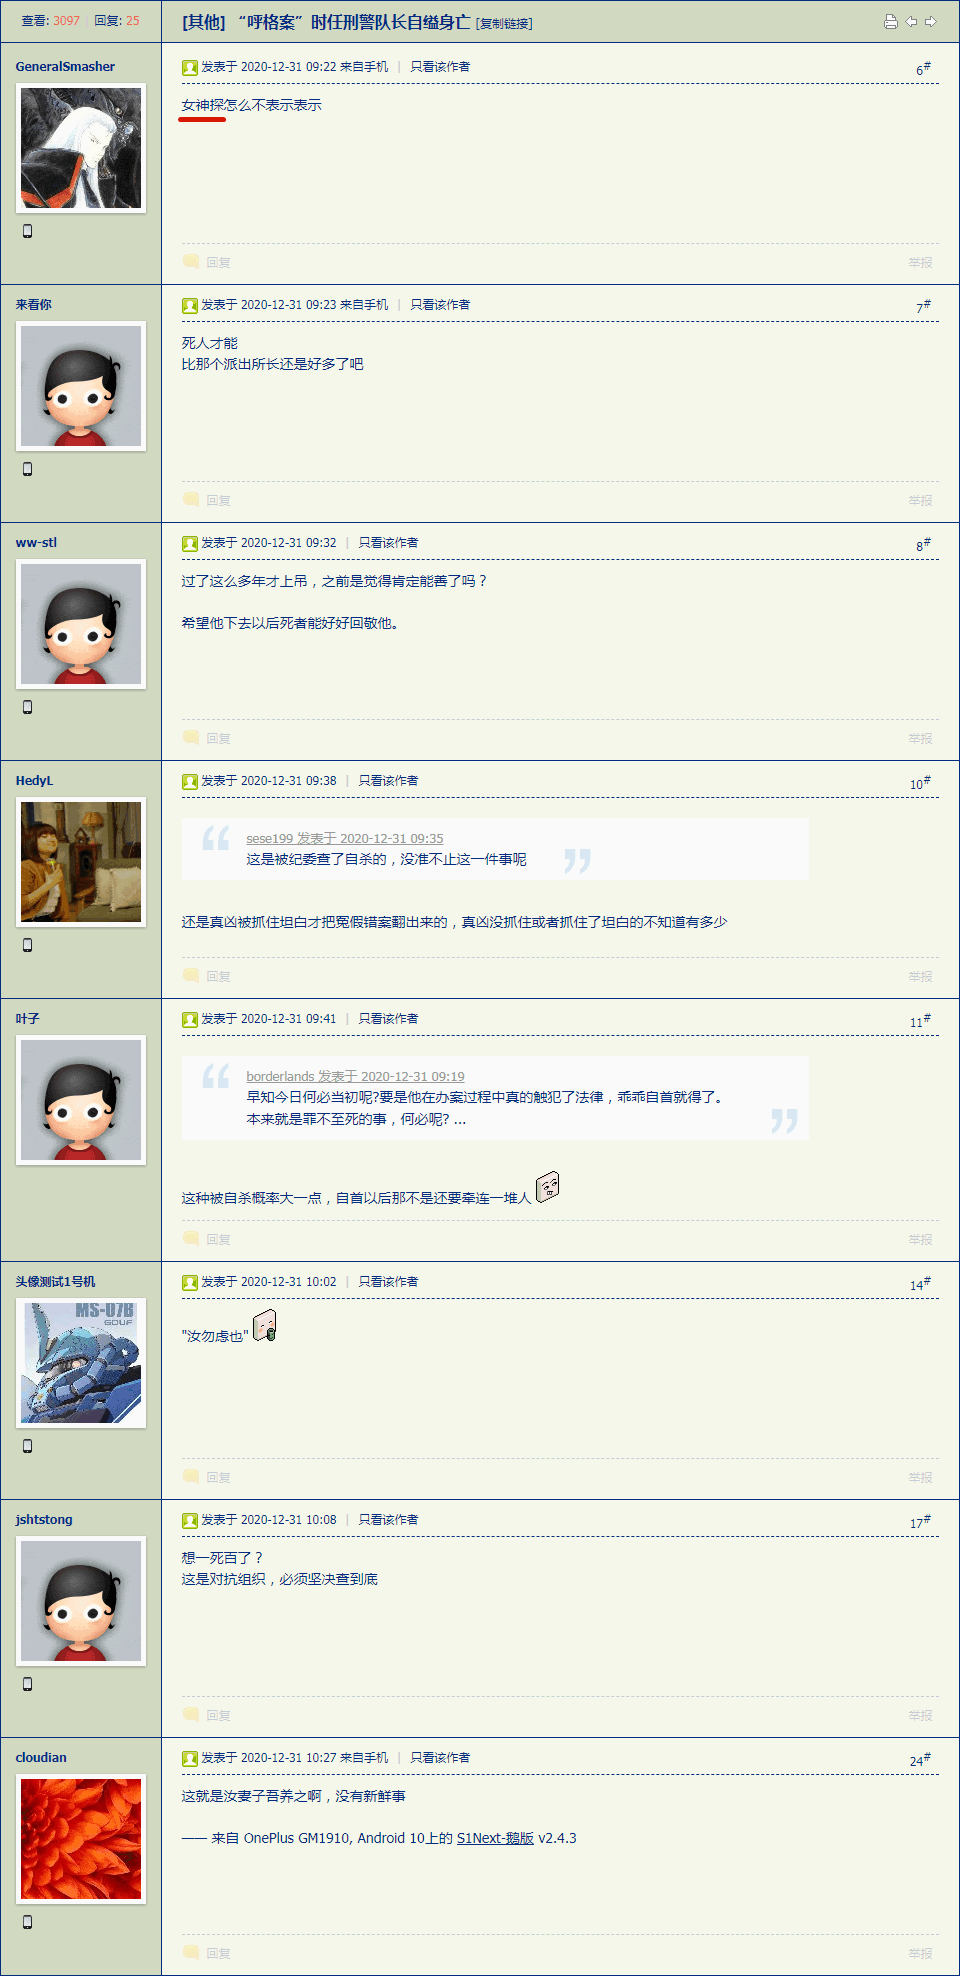 查看: 3097 | 回复: 25
[其他] “呼格案”时任刑警队长自缢身亡 [复制链接]
GeneralSmasher
发表于 2020-12-31 09:22 来自手机 | 只看该作者
6#
女神探怎么不表示表示
回复
举报
来看你
发表于 2020-12-31 09:23 来自手机 | 只看该作者
7#
死人才能
比那个派出所长还是好多了吧
回复
举报
ww-stl
发表于 2020-12-31 09:32 | 只看该作者
8#
过了这么多年才上吊，之前是觉得肯定能善了吗？
希望他下去以后死者能好好回敬他。
回复
举报
HedyL
发表于 2020-12-31 09:38 | 只看该作者
10#
sese199 发表于 2020-12-31 09:35
这是被纪委查了自杀的，没准不止这一件事呢
还是真凶被抓住坦白才把冤假错案翻出来的，真凶没抓住或者抓住了坦白的不知道有多少
回复
举报
叶子
发表于 2020-12-31 09:41 | 只看该作者
11#
borderlands 发表于 2020-12-31 09:19
早知今日何必当初呢?要是他在办案过程中真的触犯了法律，乖乖自首就得了。
本来就是罪不至死的事，何必呢? ...
这种被自杀概率大一点，自首以后那不是还要牵连一堆人
回复
举报
头像测试1号机
MS-07B
GOUF
发表于 2020-12-31 10:02 | 只看该作者
14#
"汝勿虑也"
回复
举报
jshtstong
发表于 2020-12-31 10:08 | 只看该作者
17#
想一死百了？
这是对抗组织，必须坚决查到底
回复
举报
cloudian
发表于 2020-12-31 10:27 来自手机 | 只看该作者
24#
这就是汝妻子吾养之啊，没有新鲜事
—— 来自 OnePlus GM1910, Android 10上的 S1Next-鹅版 v2.4.3
回复
举报